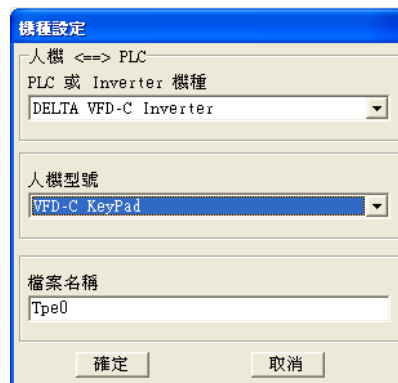 機種設定
人機 <==> PLC
PLC 或 Inverter 機種
DELTA VFD-C Inverter
人機型號
VFD-C KeyPad
檔案名稱
Tpe0
確定 取消